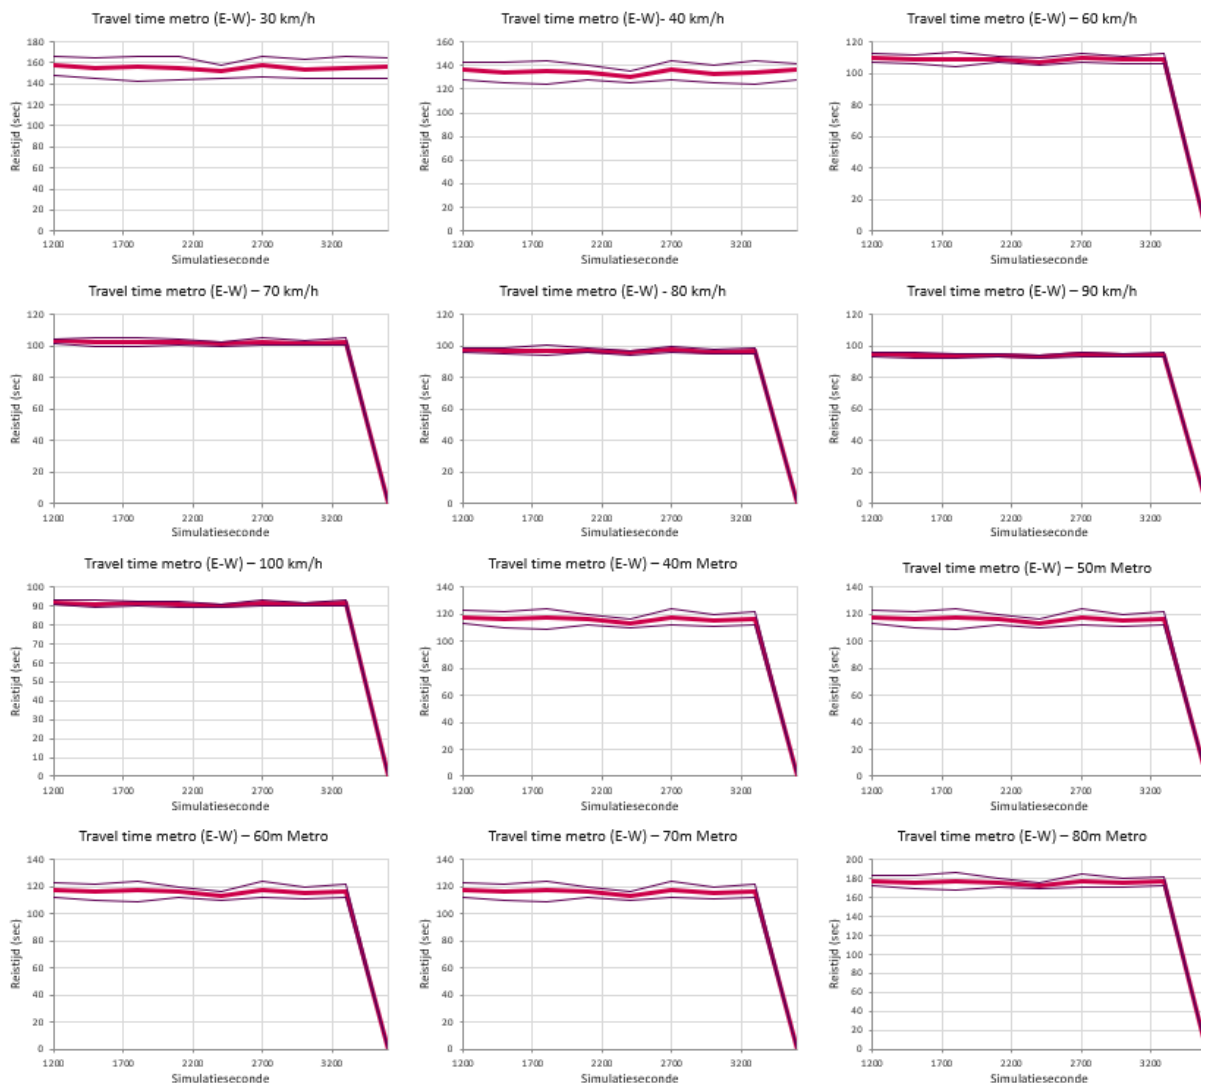 Travel time metro (E-W)- 30 km/h
180
160
140
120
100
80
60
40
20
0
Reistijd (sec)
1200 1700 2200 2700 3200
Simulatieseconde
Travel time metro (E-W)- 40 km/h
160
140
120
100
80
60
40
20
0
Reistijd (sec)
1200 1700 2200 2700 3200
Simulatieseconde
Travel time metro (E-W) – 60 km/h
120
100
80
60
40
20
0
Reistijd (sec)
1200 1700 2200 2700 3200
Simulatieseconde
Travel time metro (E-W) – 70 km/h
120
100
80
60
40
20
0
Reistijd (sec)
1200 1700 2200 2700 3200
Simulatieseconde
Travel time metro (E-W) - 80 km/h
120
100
80
60
40
20
0
Reistijd (sec)
1200 1700 2200 2700 3200
Simulatieseconde
Travel time metro (E-W) – 90 km/h
120
100
80
60
40
20
0
Reistijd (sec)
1200 1700 2200 2700 3200
Simulatieseconde
Travel time metro (E-W) – 100 km/h
100
90
80
70
60
50
40
30
20
10
0
Reistijd (sec)
1200 1700 2200 2700 3200
Simulatieseconde
Travel time metro (E-W) – 40m Metro
140
120
100
80
60
40
20
0
Reistijd (sec)
1200 1700 2200 2700 3200
Simulatieseconde
Travel time metro (E-W) – 50m Metro
140
120
100
80
60
40
20
0
Reistijd (sec)
1200 1700 2200 2700 3200
Simulatieseconde
Travel time metro (E-W) – 60m Metro
140
120
100
80
60
40
20
0
Reistijd (sec)
1200 1700 2200 2700 3200
Simulatieseconde
Travel time metro (E-W) – 70m Metro
140
120
100
80
60
40
20
0
Reistijd (sec)
1200 1700 2200 2700 3200
Simulatieseconde
Travel time metro (E-W) – 80m Metro
200
180
160
140
120
100
80
60
40
20
0
Reistijd (sec)
1200 1700 2200 2700 3200
Simulatieseconde